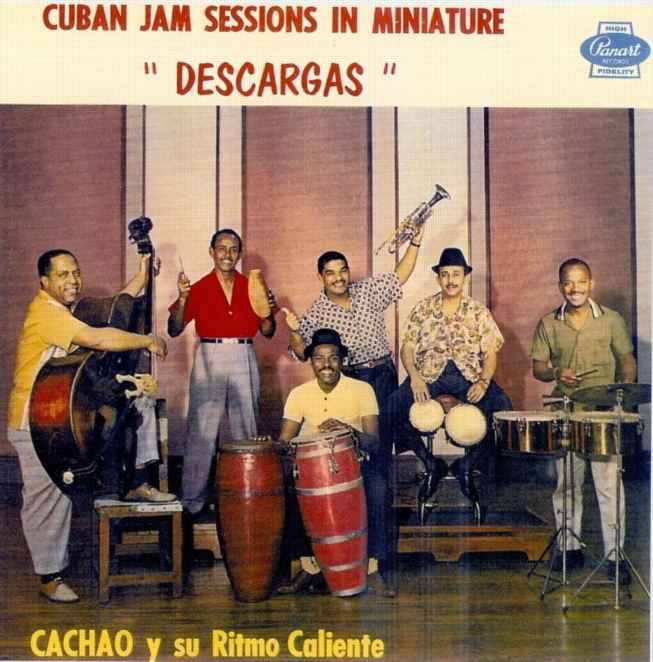 CUBAN JAM SESSIONS IN MINIATURE
" DESCARGAS "
HIGH
Panart
RECORDS
FIDELITY
CACHAO y su Ritmo Caliente